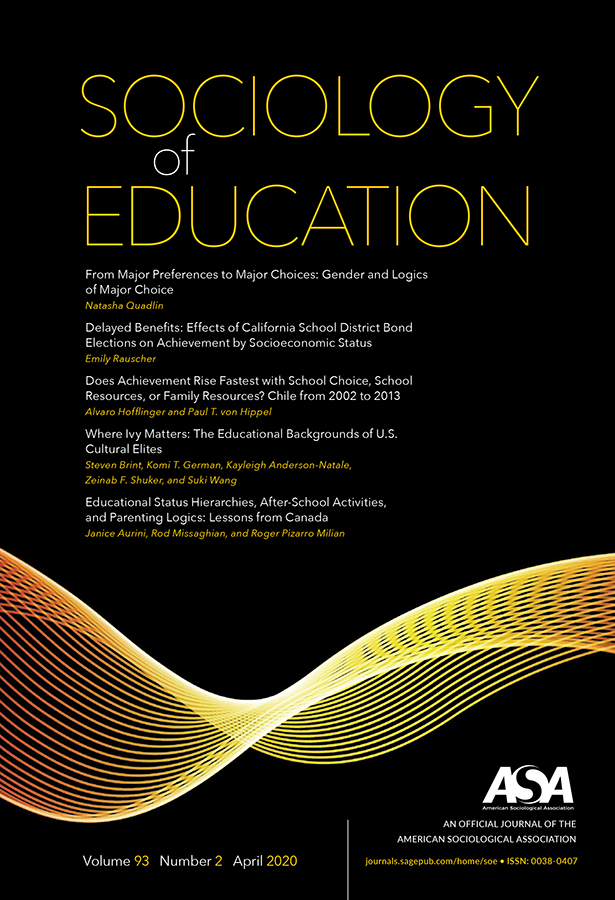 SOCIOLOGY
of
EDUCATION
From Major Preferences to Major Choices: Gender and Logics
of Major Choice
Natasha Quadlin
Delayed Benefits: Effects of California School District Bond
Elections on Achievement by Socioeconomic Status
Emily Rauscher
Does Achievement Rise Fastest with School Choice, School
Resources, or Family Resources? Chile from 2002 to 2013
Alvaro Hofflinger and Paul T. von Hippel
Where Ivy Matters: The Educational Backgrounds of U.S.
Cultural Elites
Steven Brint, Komi T. German, Kayleigh Anderson-Natale,
Zeinab F. Shuker, and Suki Wang
Educational Status Hierarchies, After-School Activities,
and Parenting Logics: Lessons from Canada
Janice Aurini, Rod Missaghian, and Roger Pizarro Milian
ASA
American Sociological Association
AN OFFICIAL JOURNAL OF THE
AMERICAN SOCIOLOGICAL ASSOCIATION
Volume 93 Number 2 April 2020
journals.sagepub.com/home/soe • ISSN: 0038-0407